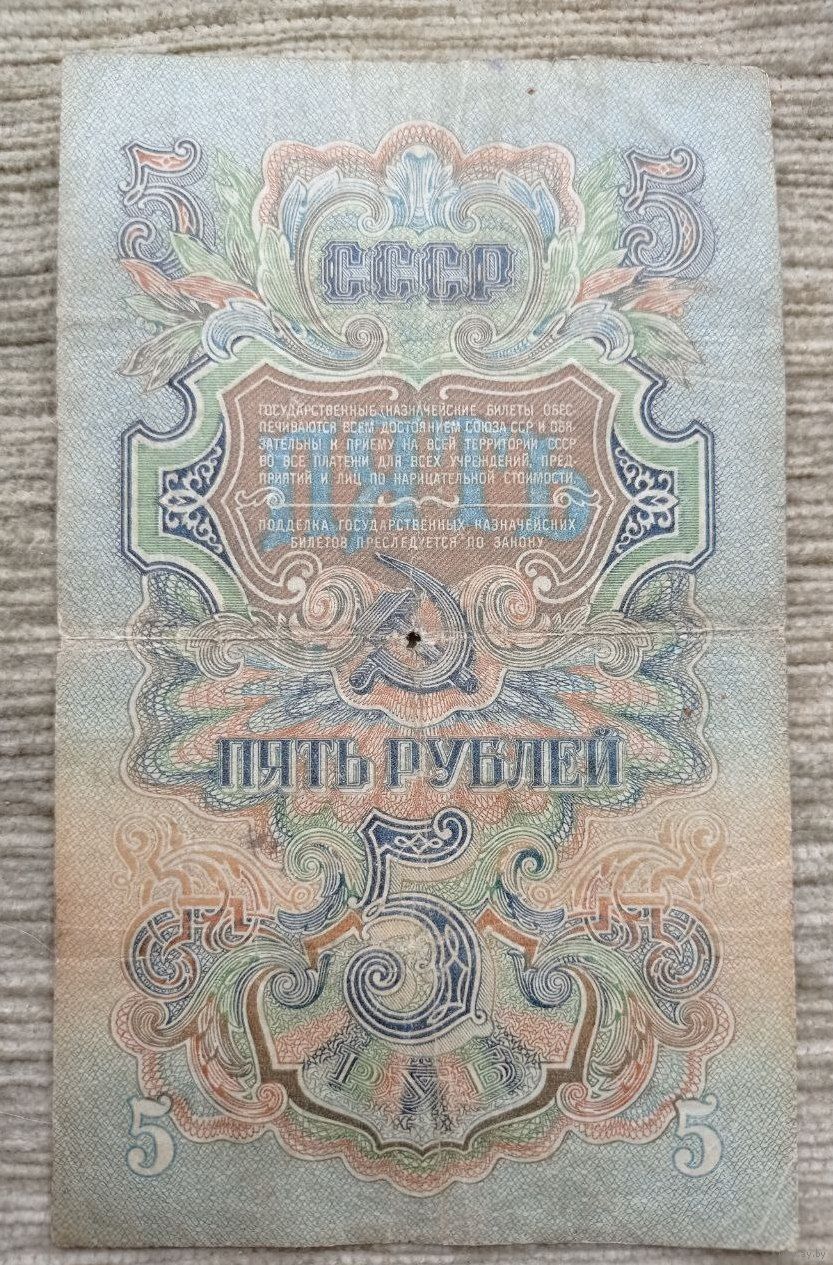 5 5
СССР
ПЯТЬ
ГОСУДАРСТВЕННЫЕ КАЗНАЧЕЙСКИЕ БИЛЕТЫ ОБЕС-
ПЕЧИВАЮТСЯ ВСЕМ ДОСТОЯНИЕМ СОЮЗА ССР И ОБЯ-
ЗАТЕЛЬНЫ К ПРИЕМУ НА ВСЕЙ ТЕРРИТОРИИ СССР
ВО ВСЕ ПЛАТЕЖИ ДЛЯ ВСЕХ УЧРЕЖДЕНИЙ, ПРЕД-
ПРИЯТИЙ И ЛИЦ ПО НАРИЦАТЕЛЬНОЙ СТОИМОСТИ
ПОДДЕЛКА ГОСУДАРСТВЕННЫХ КАЗНАЧЕЙСКИХ
БИЛЕТОВ ПРЕСЛЕДУЕТСЯ ПО ЗАКОНУ
ПЯТЬ РУБЛЕЙ
5
РУБ
5 5
ay.by